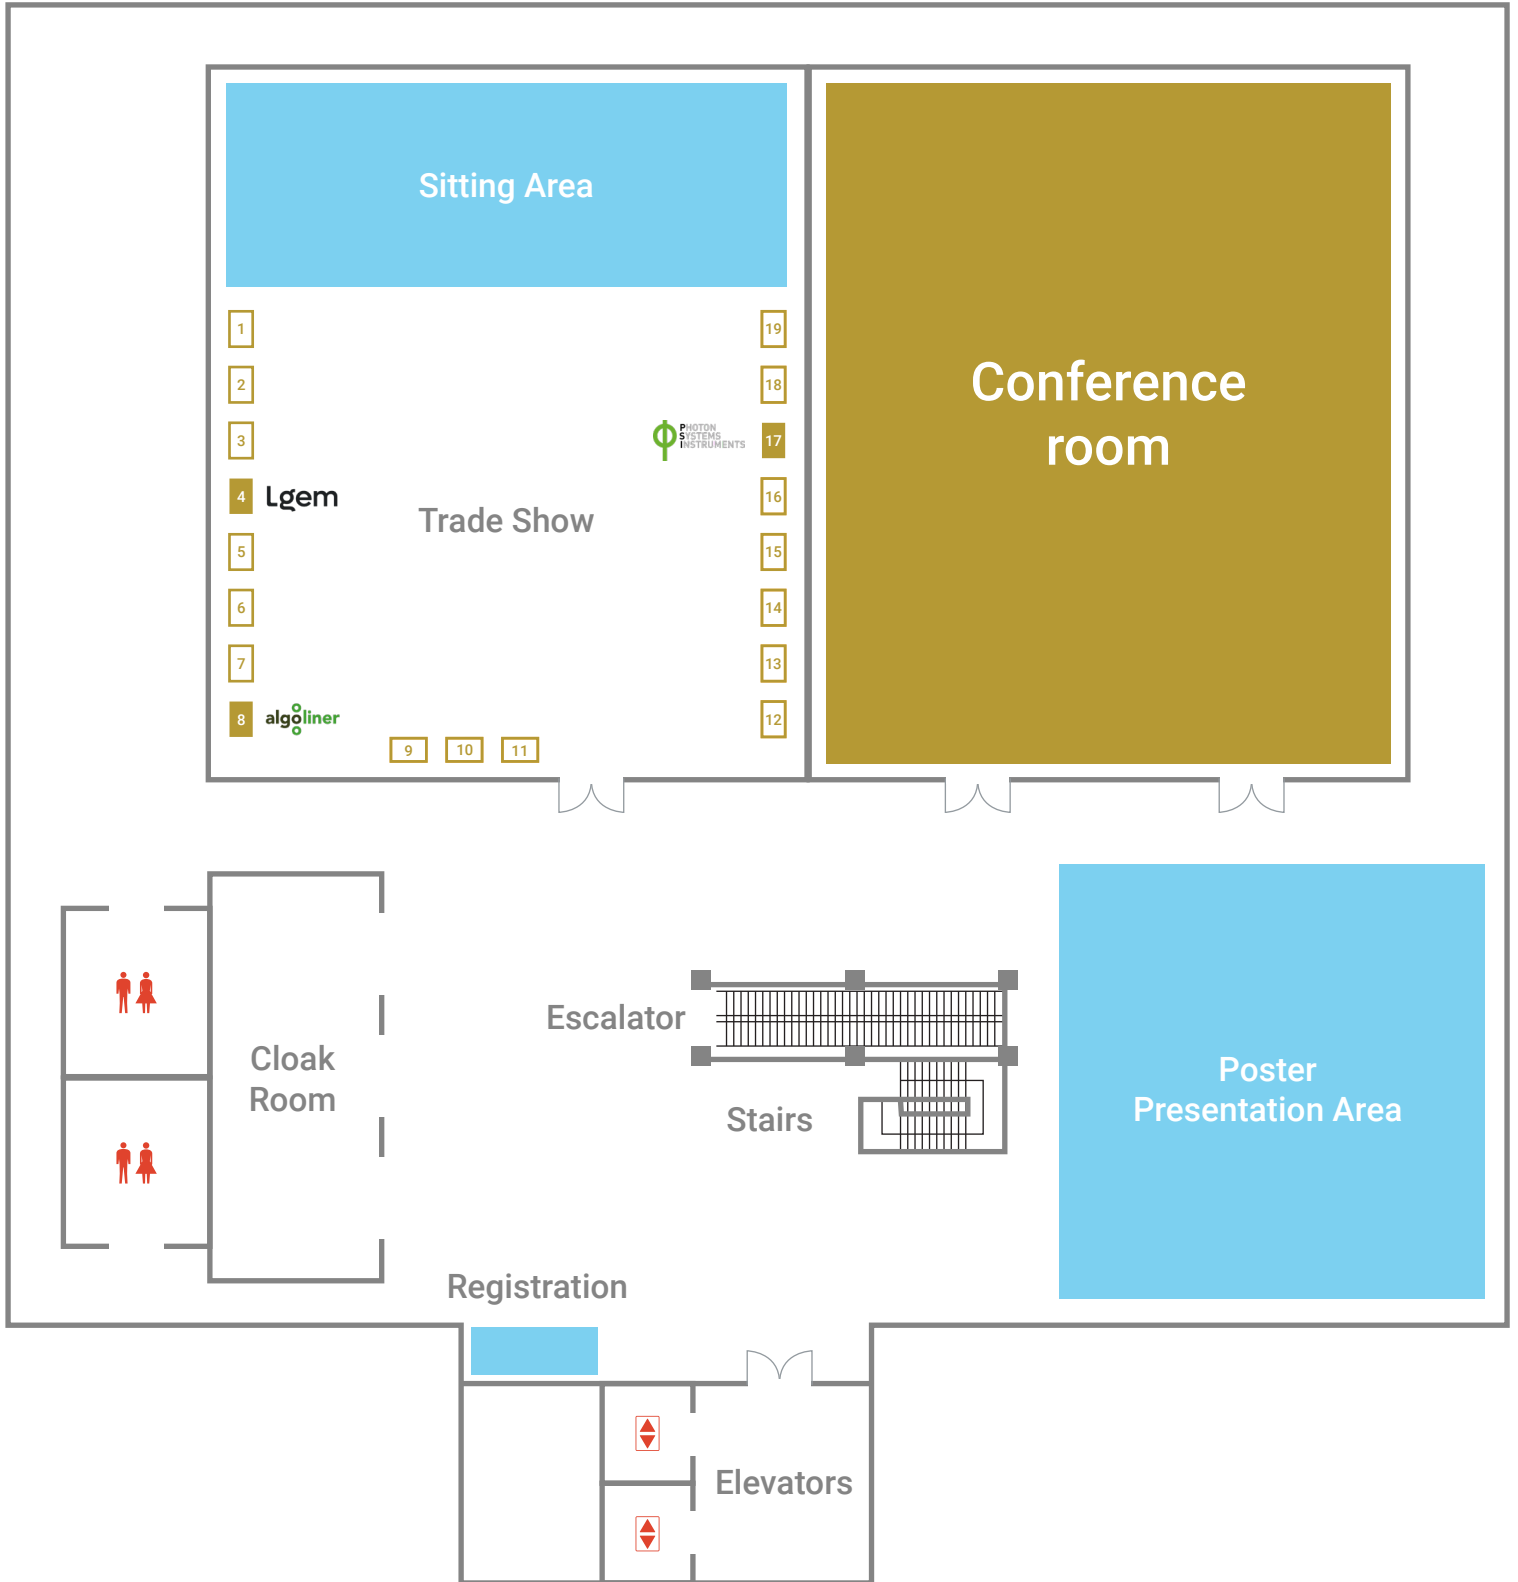 Sitting Area
Conference
room
Trade Show
1
2
3
4
Lgem
5
6
7
8
algoliner
9
10
11
19
18
17
PHOTON
SYSTEMS
INSTRUMENTS
16
15
14
13
12
Cloak
Room
Escalator
Stairs
Poster
Presentation Area
Registration
Elevators